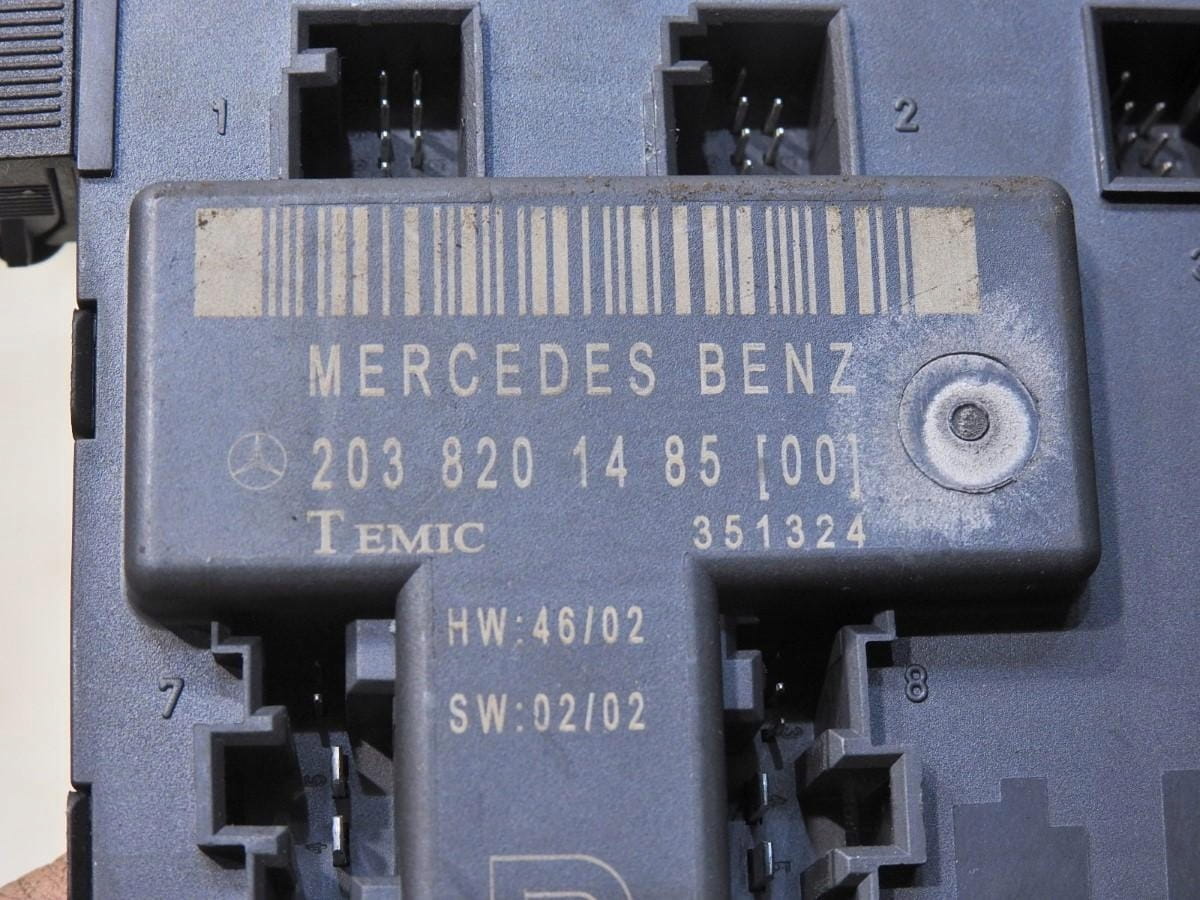 1
2
MERCEDES BENZ
203 820 14 85 [00]
TEMIC 351324
HW:46/02
SW:02/02
7
8